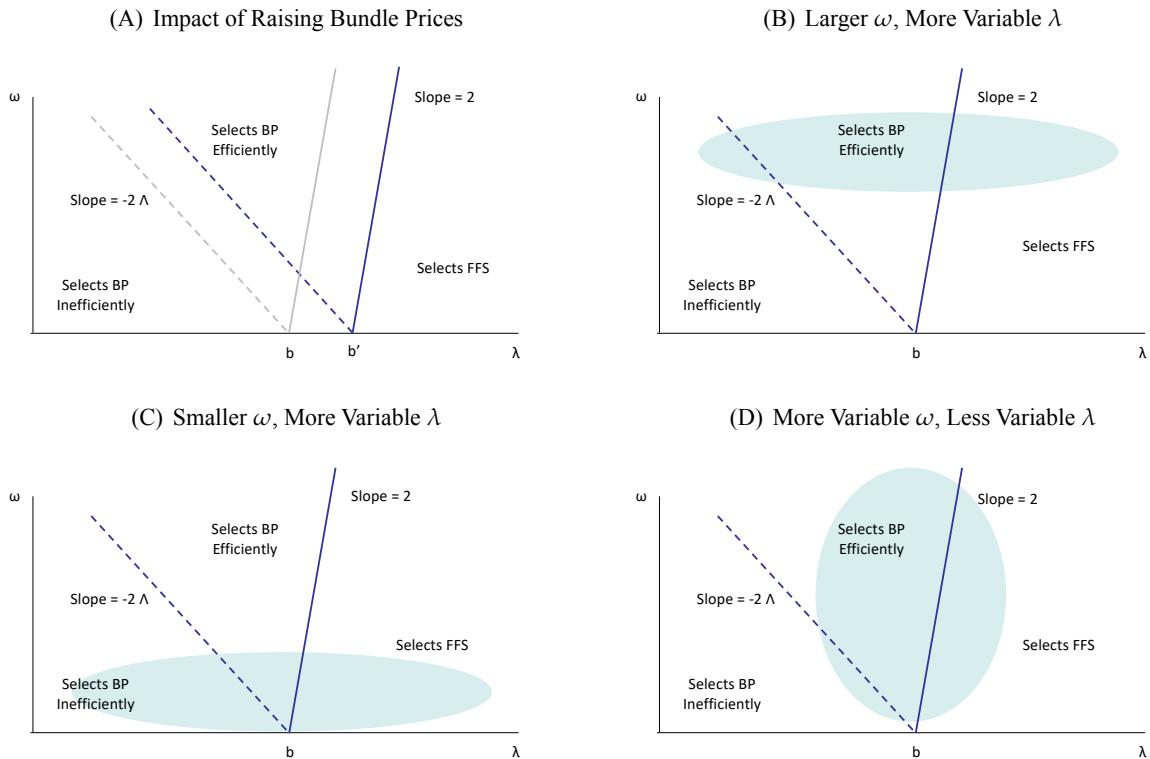 (A) Impact of Raising Bundle Prices
ω
Slope = 2
Selects BP
Efficiently
Slope = -2 Λ
Selects FFS
Selects BP
Inefficiently
b
b’
λ
(B) Larger ω, More Variable λ
ω
Slope = 2
Selects BP
Efficiently
Slope = -2 Λ
Selects FFS
Selects BP
Inefficiently
b
λ
(C) Smaller ω, More Variable λ
ω
Slope = 2
Selects BP
Efficiently
Slope = -2 Λ
Selects FFS
Selects BP
Inefficiently
b
λ
(D) More Variable ω, Less Variable λ
ω
Slope = 2
Selects BP
Efficiently
Slope = -2 Λ
Selects FFS
Selects BP
Inefficiently
b
λ